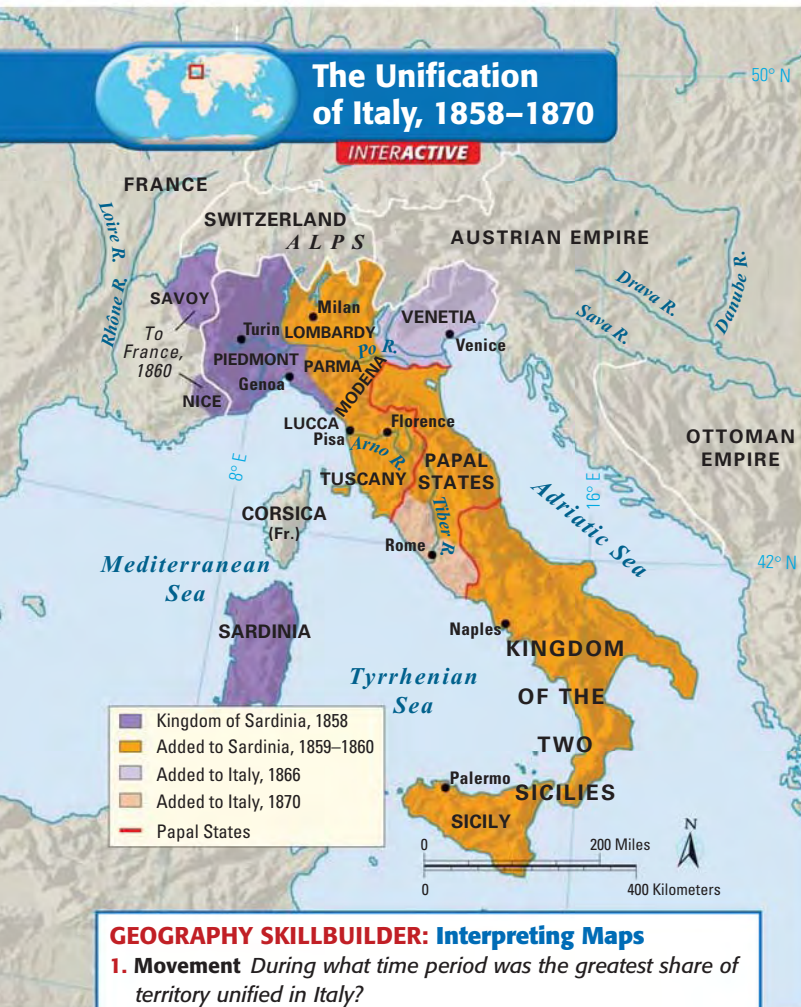 The Unification
of Italy, 1858–1870
INTERACTIVE
50° N
FRANCE
Loire R.
SWITZERLAND
ALPS
AUSTRIAN EMPIRE
Rhône R.
Drava R.
Danube R.
Sava R.
SAVOY
Milan
VENETIA
To
France,
1860
Turin
LOMBARDY
Po R.
Venice
PIEDMONT
PARMA
Genoa
MODENA
NICE
LUCCA
Florence
Pisa
Arno R.
OTTOMAN
EMPIRE
8° E
TUSCANY
PAPAL
STATES
16° E
Adriatic Sea
CORSICA
(Fr.)
Tiber R.
Rome
42° N
Mediterranean
Sea
SARDINIA
Naples
KINGDOM
OF THE
TWO
SICILIES
Tyrrhenian
Sea
Kingdom of Sardinia, 1858
Added to Sardinia, 1859–1860
Added to Italy, 1866
Added to Italy, 1870
Papal States
Palermo
SICILY
N
0 200 Miles
0 400 Kilometers
GEOGRAPHY SKILLBUILDER: Interpreting Maps
1. Movement During what time period was the greatest share of
territory unified in Italy?